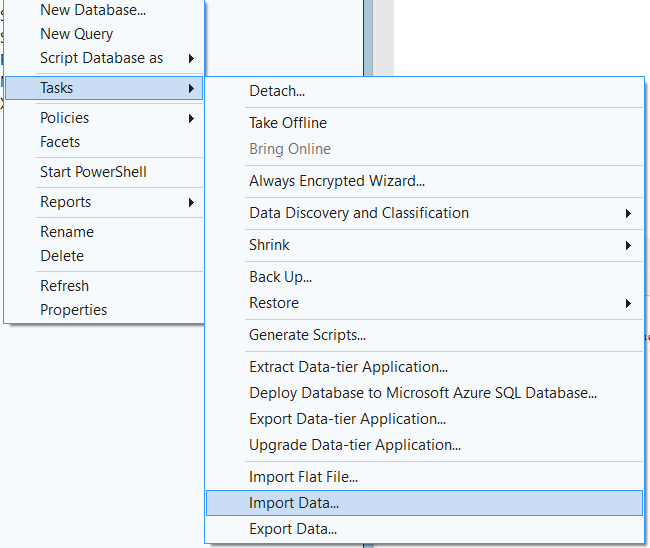 New Database...
New Query
Script Database as
Tasks
Policies
Facets
Start PowerShell
Reports
Rename
Delete
Refresh
Properties
Detach...
Take Offline
Bring Online
Always Encrypted Wizard...
Data Discovery and Classification
Shrink
Back Up...
Restore
Generate Scripts...
Extract Data-tier Application...
Deploy Database to Microsoft Azure SQL Database...
Export Data-tier Application...
Upgrade Data-tier Application...
Import Flat File...
Import Data...
Export Data...